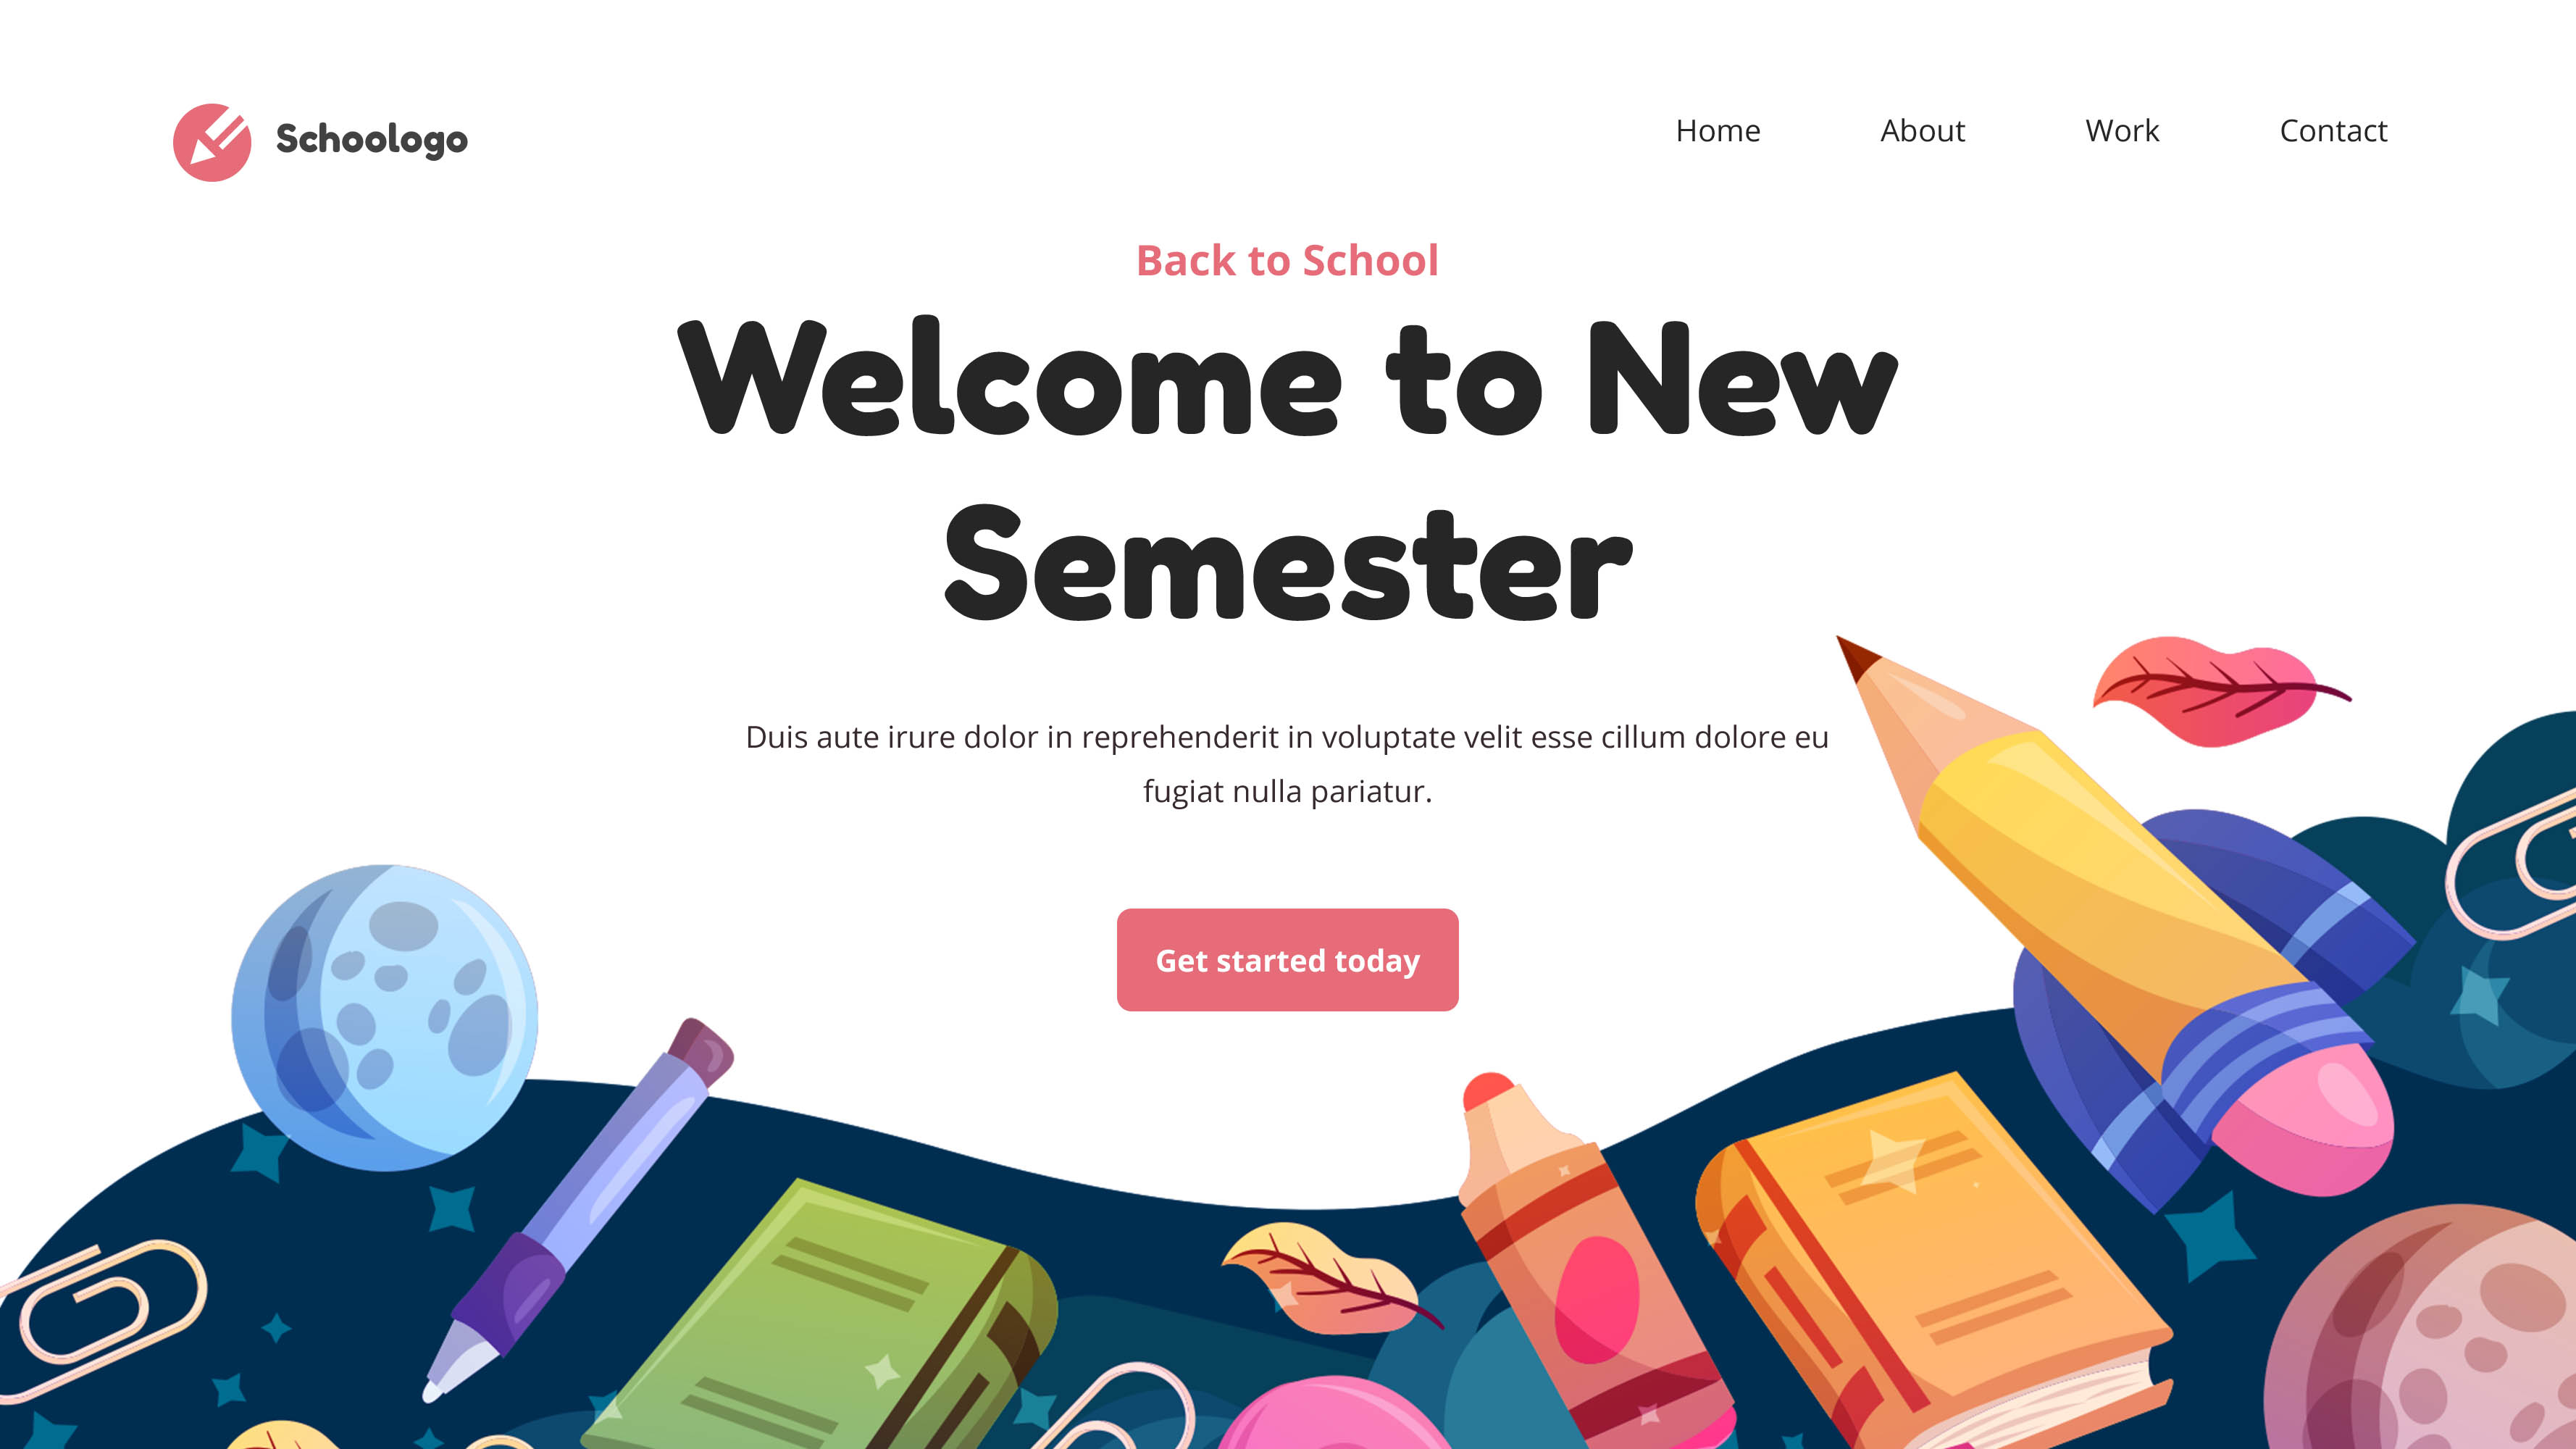 Schoologo
Home About Work Contact
Back to School
Welcome to New
Semester
Duis aute irure dolor in reprehenderit in voluptate velit esse cillum dolore eu
fugiat nulla pariatur.
Get started today